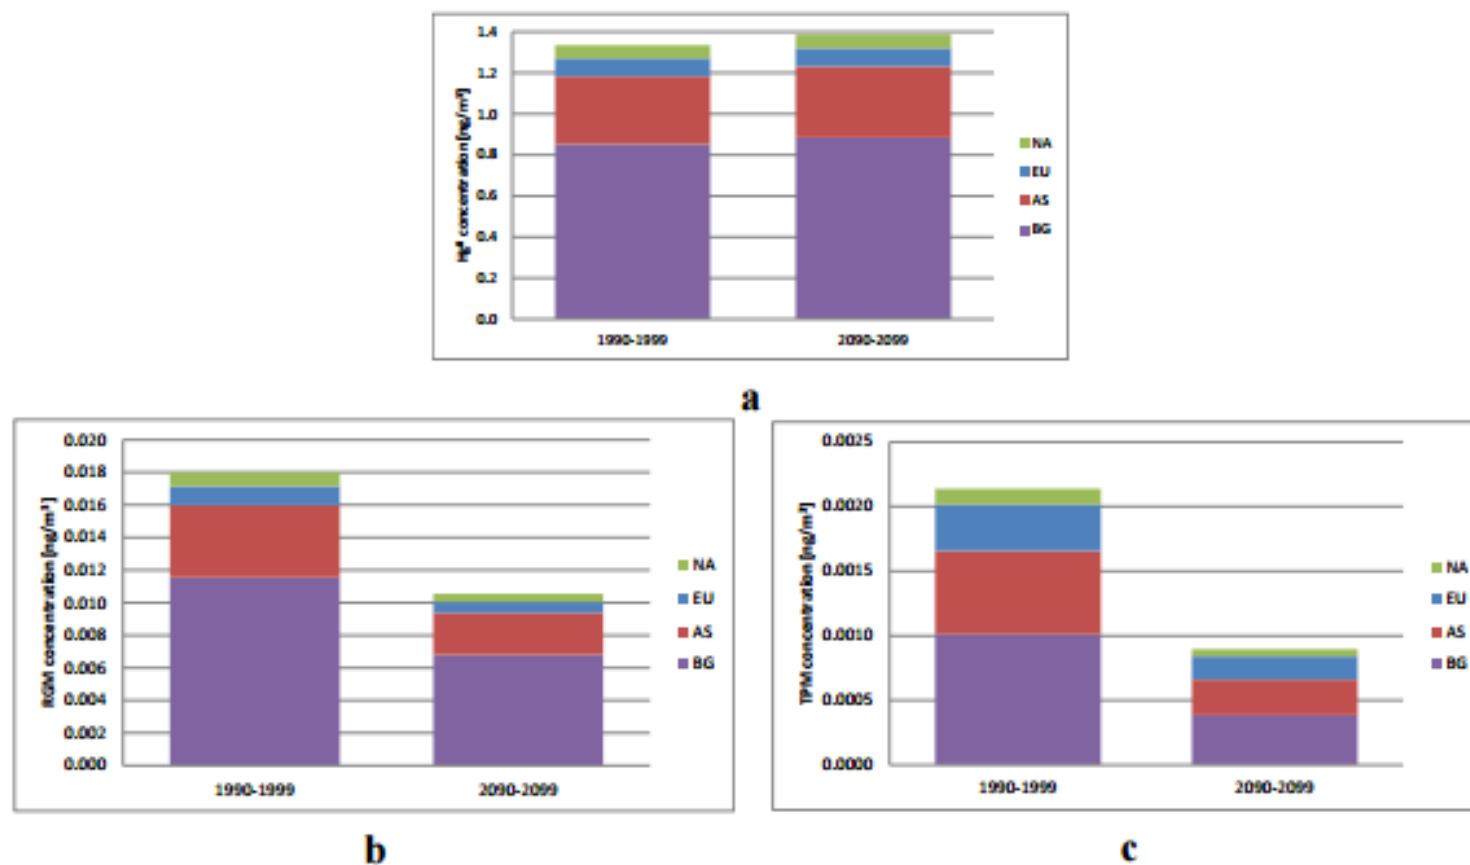 Hg⁰ concentration [ng/m³]
1.4
1.2
1.0
0.8
0.6
0.4
0.2
0.0
1990-1999
2090-2099
NA
EU
AS
BG
a
RGM concentration [ng/m³]
0.020
0.018
0.016
0.014
0.012
0.010
0.008
0.006
0.004
0.002
0.000
1990-1999
2090-2099
NA
EU
AS
BG
b
TPM concentration [ng/m³]
0.0025
0.0020
0.0015
0.0010
0.0005
0.0000
1990-1999
2090-2099
NA
EU
AS
BG
c